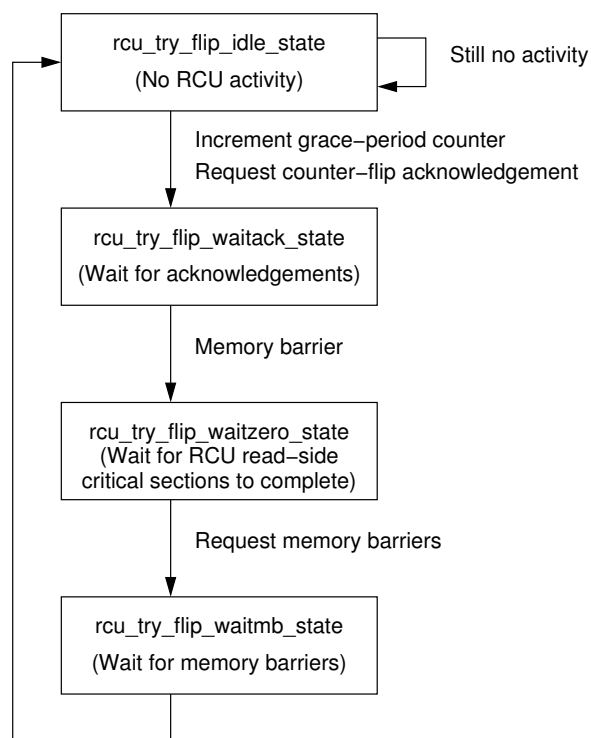 rcu_try_flip_idle_state
(No RCU activity)
Still no activity
Increment grace−period counter
Request counter−flip acknowledgement
rcu_try_flip_waitack_state
(Wait for acknowledgements)
Memory barrier
rcu_try_flip_waitzero_state
(Wait for RCU read−side
critical sections to complete)
Request memory barriers
rcu_try_flip_waitmb_state
(Wait for memory barriers)